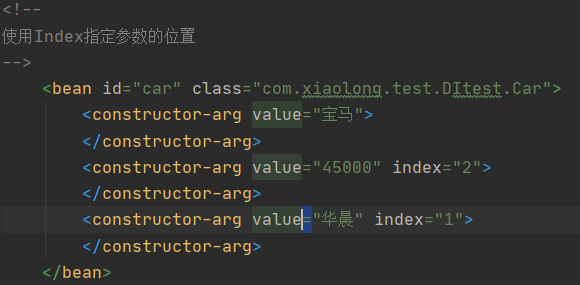 <!--
使用Index指定参数的位置
-->
<bean id="car" class="com.xiaolong.test.DItest.Car">
<constructor-arg value="宝马">
</constructor-arg>
<constructor-arg value="45000" index="2">
</constructor-arg>
<constructor-arg value="华晨" index="1">
</constructor-arg>
</bean>